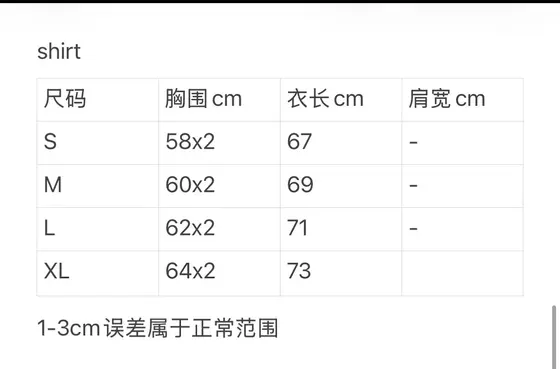 shirt
尺码 胸围cm 衣长cm 肩宽cm
S 58x2 67 -
M 60x2 69 -
L 62x2 71 -
XL 64x2 73
1-3cm误差属于正常范围